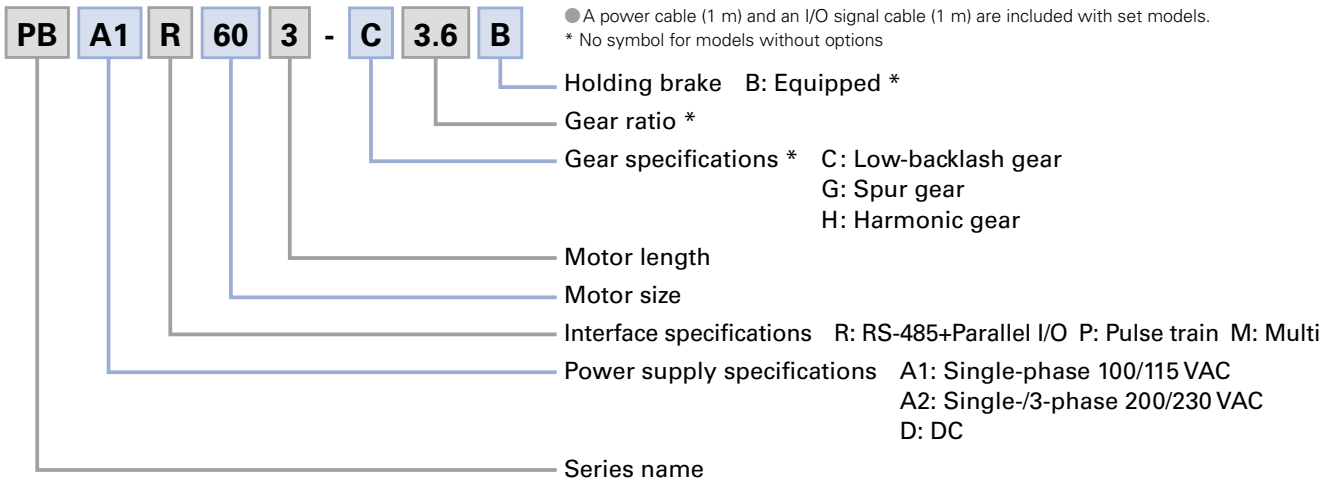 PB A1 R 60 3 - C 3.6 B
●A power cable (1 m) and an I/O signal cable (1 m) are included with set models.
* No symbol for models without options
Holding brake B: Equipped *
Gear ratio *
Gear specifications * C: Low-backlash gear
G: Spur gear
H: Harmonic gear
Motor length
Motor size
Interface specifications R: RS-485+Parallel I/O P: Pulse train M: Multi
Power supply specifications A1: Single-phase 100/115 VAC
A2: Single-/3-phase 200/230 VAC
D: DC
Series name